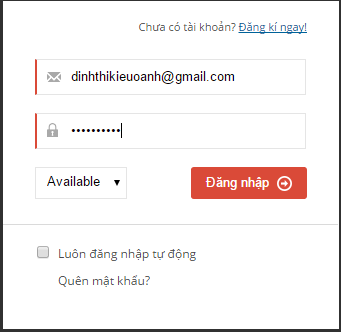 Chưa có tài khoản? Đăng kí ngay!
dinhthikieuoanh@gmail.com
••••••••••
Available
Đăng nhập
Luôn đăng nhập tự động
Quên mật khẩu?